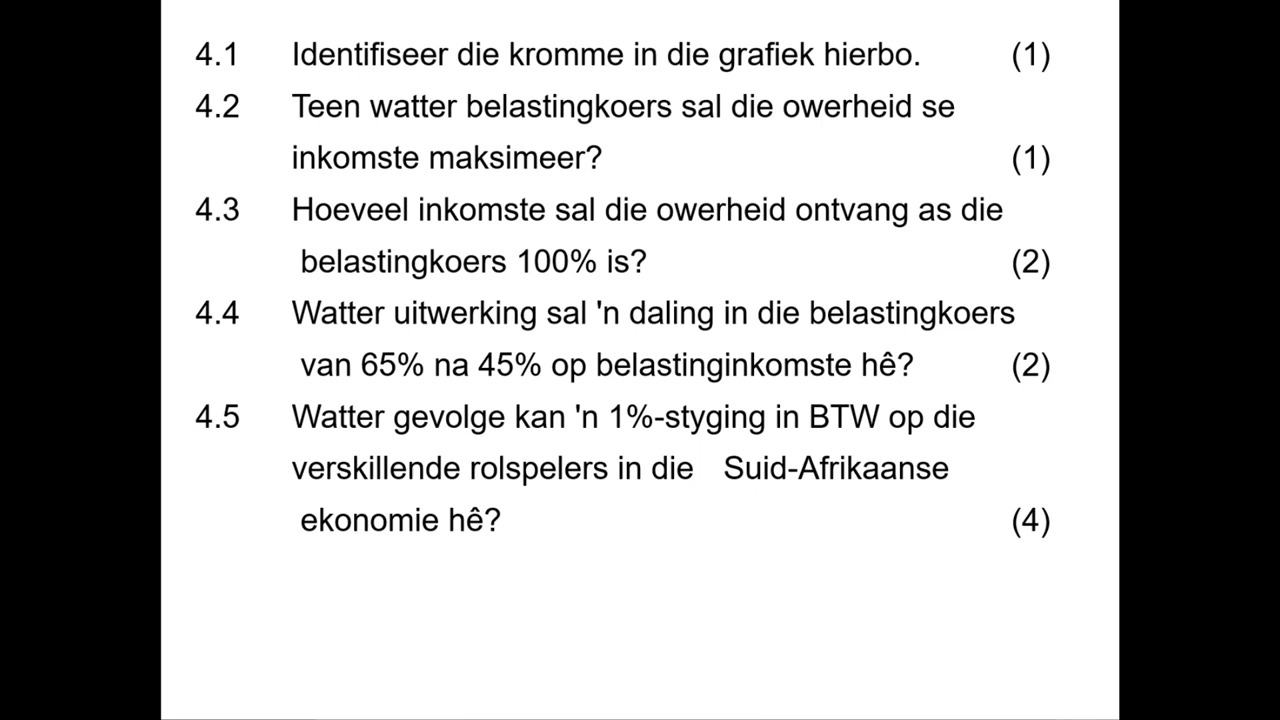 4.1 Identifiseer die kromme in die grafiek hierbo. (1)
4.2 Teen watter belastingkoers sal die owerheid se
inkomste maksimeer? (1)
4.3 Hoeveel inkomste sal die owerheid ontvang as die
belastingkoers 100% is? (2)
4.4 Watter uitwerking sal 'n daling in die belastingkoers
van 65% na 45% op belastinginkomste hê? (2)
4.5 Watter gevolge kan 'n 1%-styging in BTW op die
verskillende rolspelers in die Suid-Afrikaanse
ekonomie hê? (4)